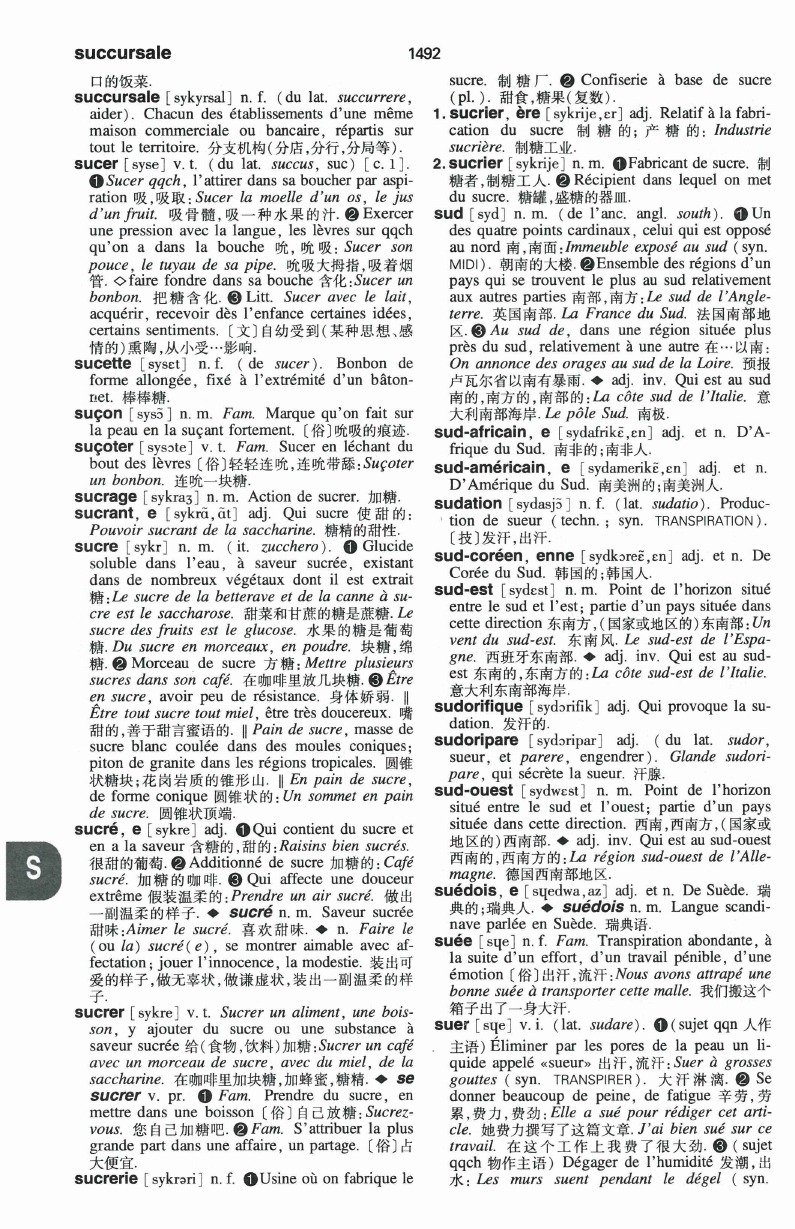 succursale
1492
口的饭菜.
succursale [sykyrsal] n. f. (du lat. succurrere,
aider). Chacun des établissements d'une même
maison commerciale ou bancaire, répartis sur
tout le territoire. 分支机构(分店,分行,分局等).
sucer [syse] v. t. (du lat. succus, suc) [c. 1].
❶Sucer qqch, l'attirer dans sa boucher par aspi-
ration 吸,吸取:Sucer la moelle d'un os, le jus
d'un fruit. 吸骨髓,吸一种水果的汁. ❷Exercer
une pression avec la langue, les lèvres sur qqch
qu'on a dans la bouche 吮, 吮吸: Sucer son
pouce, le tuyau de sa pipe. 吮吸大拇指,吸着烟
管. ◇faire fondre dans sa bouche 含化:Sucer un
bonbon. 把糖含化. ❸ Litt. Sucer avec le lait,
acquérir, recevoir dès l'enfance certaines idées,
certains sentiments. 〔文〕自幼受到(某种思想、感
情的)熏陶,从小受…影响.
sucette [sysɛt] n. f. (de sucer). Bonbon de
forme allongée, fixé à l'extrémité d'un bâton-
net. 棒棒糖.
suçon [sysɔ̃] n. m. Fam. Marque qu'on fait sur
la peau en la suçant fortement. 〔俗〕吮吸的痕迹.
suçoter [sysɔte] v. t. Fam. Sucer en léchant du
bout des lèvres 〔俗〕轻轻连吮,连吮带舔:Suçoter
un bonbon. 连吮一块糖.
sucrage [sykraʒ] n. m. Action de sucrer. 加糖.
sucrant, e [sykrɑ̃,ɑ̃t] adj. Qui sucre 使甜的:
Pouvoir sucrant de la saccharine. 糖精的甜性.
sucre [sykr] n. m. (it. zucchero). ❶ Glucide
soluble dans l'eau, à saveur sucrée, existant
dans de nombreux végétaux dont il est extrait
糖:Le sucre de la betterave et de la canne à su-
cre est le saccharose. 甜菜和甘蔗的糖是蔗糖. Le
sucre des fruits est le glucose. 水果的糖是葡萄
糖. Du sucre en morceaux, en poudre. 块糖,绵
糖. ❷ Morceau de sucre 方糖: Mettre plusieurs
sucres dans son café. 在咖啡里放几块糖. ❸ Être
en sucre, avoir peu de résistance. 身体娇弱. ‖
Être tout sucre tout miel, être très doucereux. 嘴
甜的,善于甜言蜜语的. ‖ Pain de sucre, masse de
sucre blanc coulée dans des moules coniques;
piton de granite dans les régions tropicales. 圆锥
状糖块;花岗岩质的锥形山. ‖ En pain de sucre,
de forme conique 圆锥状的:Un sommet en pain
de sucre. 圆锥状顶端.
sucré, e [sykre] adj. ❶Qui contient du sucre et
en a la saveur 含糖的,甜的:Raisins bien sucrés.
很甜的葡萄. ❷Additionné de sucre 加糖的:Café
sucré. 加糖的咖啡. ❸ Qui affecte une douceur
extrême 假装温柔的:Prendre un air sucré. 做出
一副温柔的样子. ◆ sucré n. m. Saveur sucrée
甜味:Aimer le sucré. 喜欢甜味. ◆ n. Faire le
(ou la) sucré(e), se montrer aimable avec af-
fectation; jouer l'innocence, la modestie. 装出可
爱的样子,做无辜状,做谦虚状,装出一副温柔的样
子.
sucrer [sykre] v. t. Sucrer un aliment, une bois-
son, y ajouter du sucre ou une substance à
saveur sucrée 给(食物,饮料)加糖:Sucrer un café
avec un morceau de sucre, avec du miel, de la
saccharine. 在咖啡里加块糖,加蜂蜜,糖精. ◆ se
sucrer v. pr. ❶ Fam. Prendre du sucre, en
mettre dans une boisson 〔俗〕自己放糖:Sucrez-
vous. 您自己加糖吧. ❷ Fam. S'attribuer la plus
grande part dans une affaire, un partage. 〔俗〕占
大便宜.
sucrerie [sykrəri] n. f. ❶Usine où on fabrique le
S
sucre. 制糖厂. ❷ Confiserie à base de sucre
(pl.). 甜食,糖果(复数).
1. sucrier, ère [sykrije,ɛr] adj. Relatif à la fabri-
cation du sucre 制糖的;产糖的: Industrie
sucrière. 制糖工业.
2. sucrier [sykrije] n. m. ❶Fabricant de sucre. 制
糖者,制糖工人. ❷ Récipient dans lequel on met
du sucre. 糖罐,盛糖的器皿.
sud [syd] n. m. (de l'anc. angl. south). ❶ Un
des quatre points cardinaux, celui qui est opposé
au nord 南,南面:Immeuble exposé au sud (syn.
MIDI). 朝南的大楼. ❷Ensemble des régions d'un
pays qui se trouvent le plus au sud relativement
aux autres parties 南部,南方:Le sud de l'Angle-
terre. 英国南部. La France du Sud. 法国南部地
区. ❸ Au sud de, dans une région située plus
près du sud, relativement à une autre 在…以南:
On annonce des orages au sud de la Loire. 预报
卢瓦尔省以南有暴雨. ◆ adj. inv. Qui est au sud
南的,南方的,南部的:La côte sud de l'Italie. 意
大利南部海岸. Le pôle Sud. 南极.
sud-africain, e [sydafrikɛ̃,ɛn] adj. et n. D'A-
frique du Sud. 南非的;南非人.
sud-américain, e [sydamerikɛ̃,ɛn] adj. et n.
D'Amérique du Sud. 南美洲的;南美洲人.
sudation [sydasjɔ̃] n. f. (lat. sudatio). Produc-
tion de sueur (techn.; syn. TRANSPIRATION).
〔技〕发汗,出汗.
sud-coréen, enne [sydkɔreɛ̃,ɛn] adj. et n. De
Corée du Sud. 韩国的;韩国人.
sud-est [sydɛst] n. m. Point de l'horizon situé
entre le sud et l'est; partie d'un pays située dans
cette direction 东南方,(国家或地区的)东南部:Un
vent du sud-est. 东南风. Le sud-est de l'Espa-
gne. 西班牙东南部. ◆ adj. inv. Qui est au sud-
est 东南的,东南方的:La côte sud-est de l'Italie.
意大利东南部海岸.
sudorifique [sydɔrifik] adj. Qui provoque la su-
dation. 发汗的.
sudoripare [sydɔripar] adj. (du lat. sudor,
sueur, et parere, engendrer). Glande sudori-
pare, qui sécrète la sueur. 汗腺.
sud-ouest [sydwɛst] n. m. Point de l'horizon
situé entre le sud et l'ouest; partie d'un pays
située dans cette direction. 西南,西南方,(国家或
地区的)西南部. ◆ adj. inv. Qui est au sud-ouest
西南的,西南方的:La région sud-ouest de l'Alle-
magne. 德国西南部地区.
suédois, e [sɥedwa,az] adj. et n. De Suède. 瑞
典的;瑞典人. ◆ suédois n. m. Langue scandi-
nave parlée en Suède. 瑞典语.
suée [sɥe] n. f. Fam. Transpiration abondante, à
la suite d'un effort, d'un travail pénible, d'une
émotion 〔俗〕出汗,流汗:Nous avons attrapé une
bonne suée à transporter cette malle. 我们搬这个
箱子出了一身大汗.
suer [sɥe] v. i. (lat. sudare). ❶(sujet qqn 人作
主语) Éliminer par les pores de la peau un li-
quide appelé «sueur» 出汗,流汗:Suer à grosses
gouttes (syn. TRANSPIRER). 大汗淋漓. ❷ Se
donner beaucoup de peine, de fatigue 辛劳,劳
累,费力,费劲:Elle a sué pour rédiger cet arti-
cle. 她费力撰写了这篇文章. J'ai bien sué sur ce
travail. 在这个工作上我费了很大劲. ❸ (sujet
qqch 物作主语) Dégager de l'humidité 发潮,出
水: Les murs suent pendant le dégel (syn.